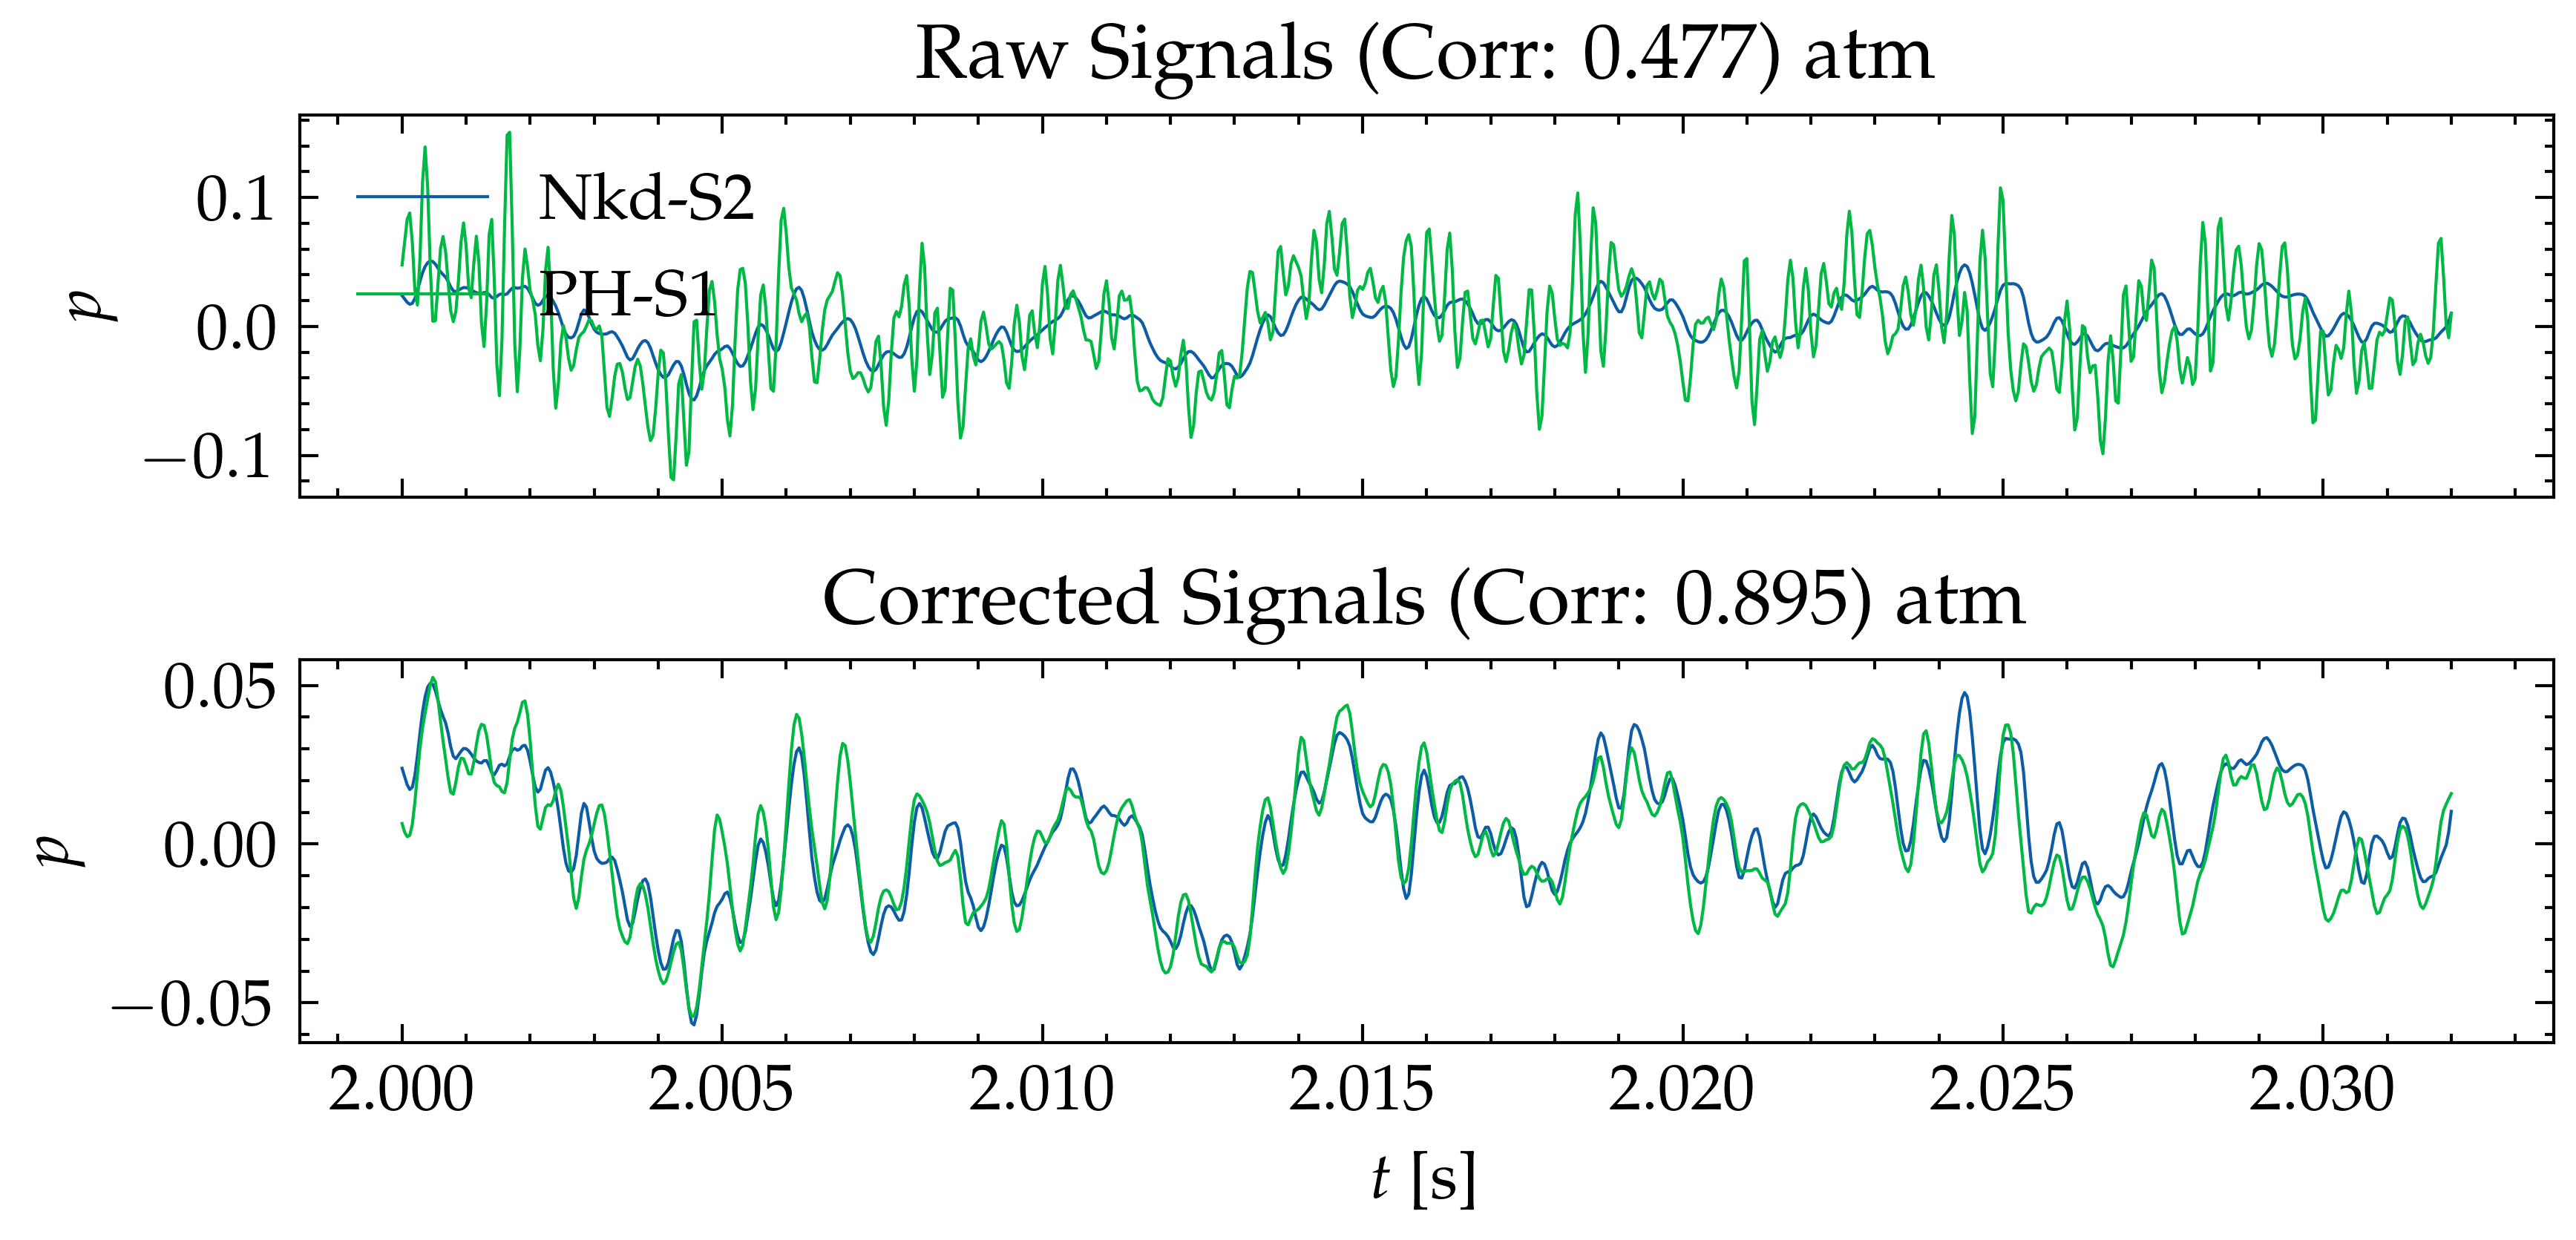 Raw Signals (Corr: 0.477) atm
0.1
0.0
−0.1
p
Nkd-S2
PH-S1
Corrected Signals (Corr: 0.895) atm
0.05
0.00
−0.05
p
2.000 2.005 2.010 2.015 2.020 2.025 2.030
t [s]